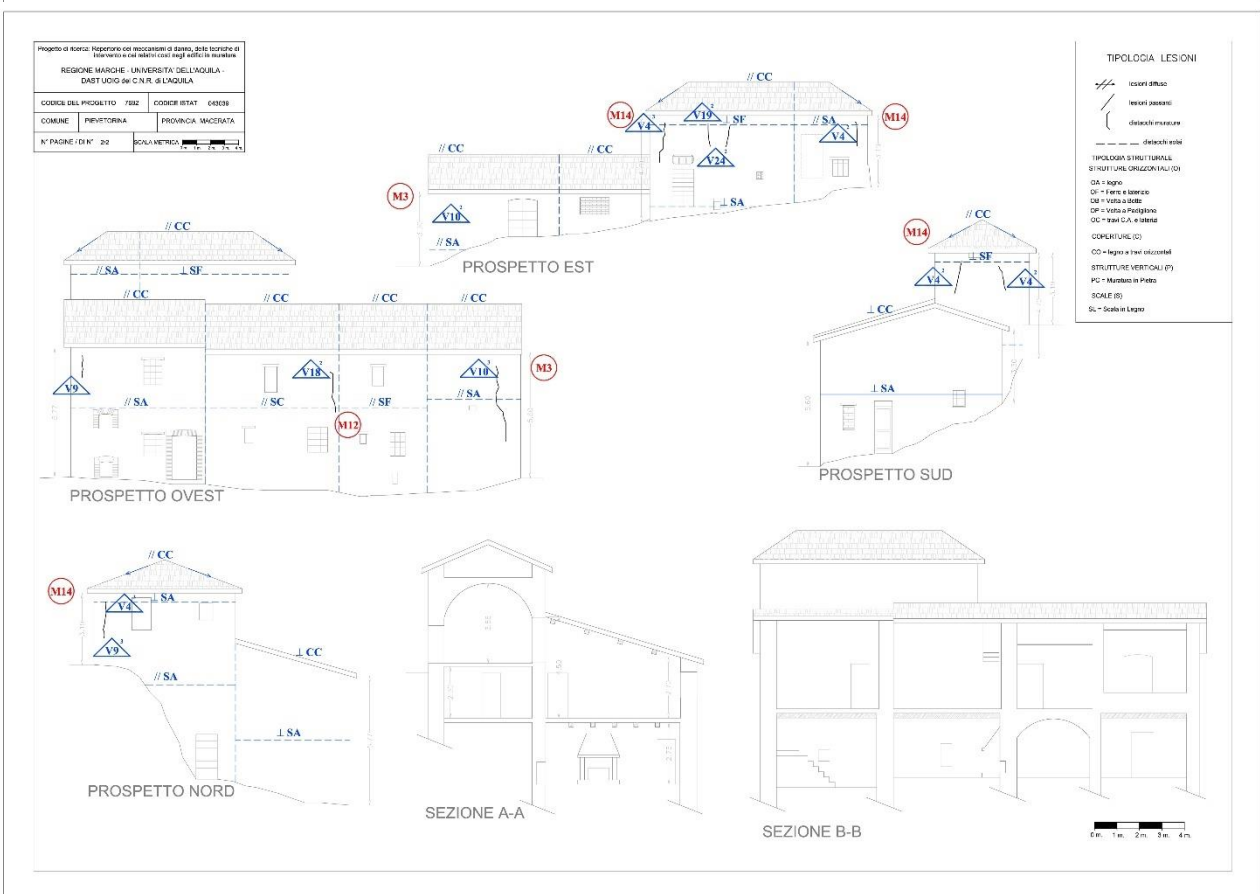 Progetto di ricerca: Repertorio dei meccanismi di danno, delle tecniche di
intervento e dei relativi costi negli edifici in muratura
REGIONE MARCHE - UNIVERSITA' DELL'AQUILA -
DAST UOIG del C.N.R. di L'AQUILA
CODICE DEL PROGETTO 7892 CODICE ISTAT 043038
COMUNE PIEVETORINA PROVINCIA MACERATA
N° PAGINE / DI N° 2/2 SCALA METRICA
TIPOLOGIA LESIONI
lesioni diffuse
lesioni passanti
distacchi murature
distacchi solai
TIPOLOGIA STRUTTURALE
STRUTTURE ORIZZONTALI (O)
OA = legno
OF = Ferro e laterizio
OB = Volta a Botte
OP = Volta a Padiglione
OC = travi C.A. e laterizi
COPERTURE (C)
CO = legno a travi orizzontali
STRUTTURE VERTICALI (P)
PC = Muratura in Pietra
SCALE (S)
SL = Scala in Legno
// CC
M14 V4 V19 ⊥ SF // SA V4 M14
V24
// CC // CC
M3
V10
// SA
⊥ SA
PROSPETTO EST
// CC
// SA ⊥ SF
// CC // CC // CC // CC
V9 V18 V10 M3
// SA // SC // SF // SA
M12
PROSPETTO OVEST
// CC
M14
⊥ SF
V4 V4
⊥ CC
⊥ SA
PROSPETTO SUD
// CC
M14
V4 ⊥ SA
V9
⊥ CC
// SA
⊥ SA
PROSPETTO NORD
SEZIONE A-A
SEZIONE B-B
0 m. 1 m. 2 m. 3 m. 4 m.